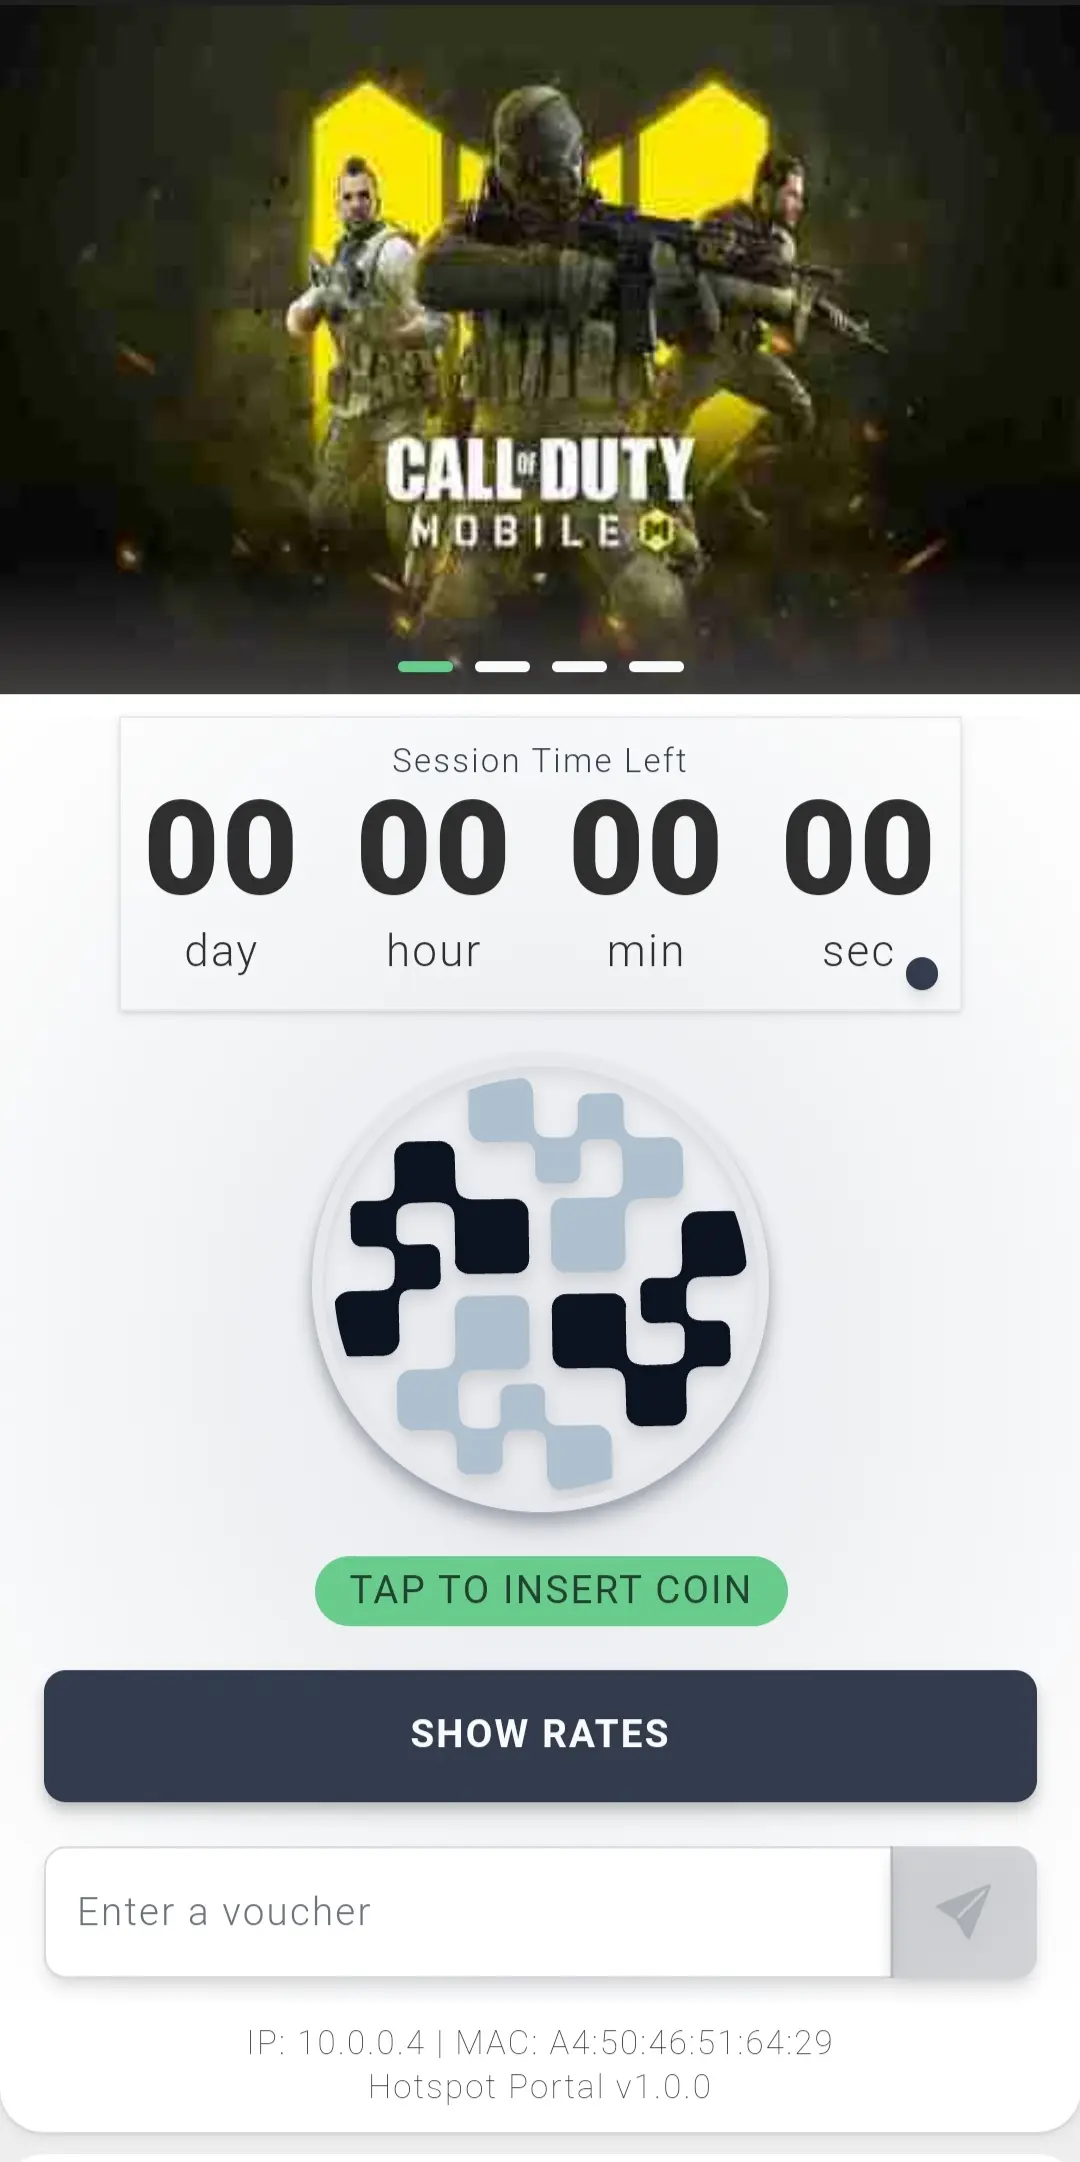 CALL OF DUTY
MOBILE
Session Time Left
00 00 00 00
day hour min sec
TAP TO INSERT COIN
SHOW RATES
Enter a voucher
IP: 10.0.0.4 | MAC: A4:50:46:51:64:29
Hotspot Portal v1.0.0